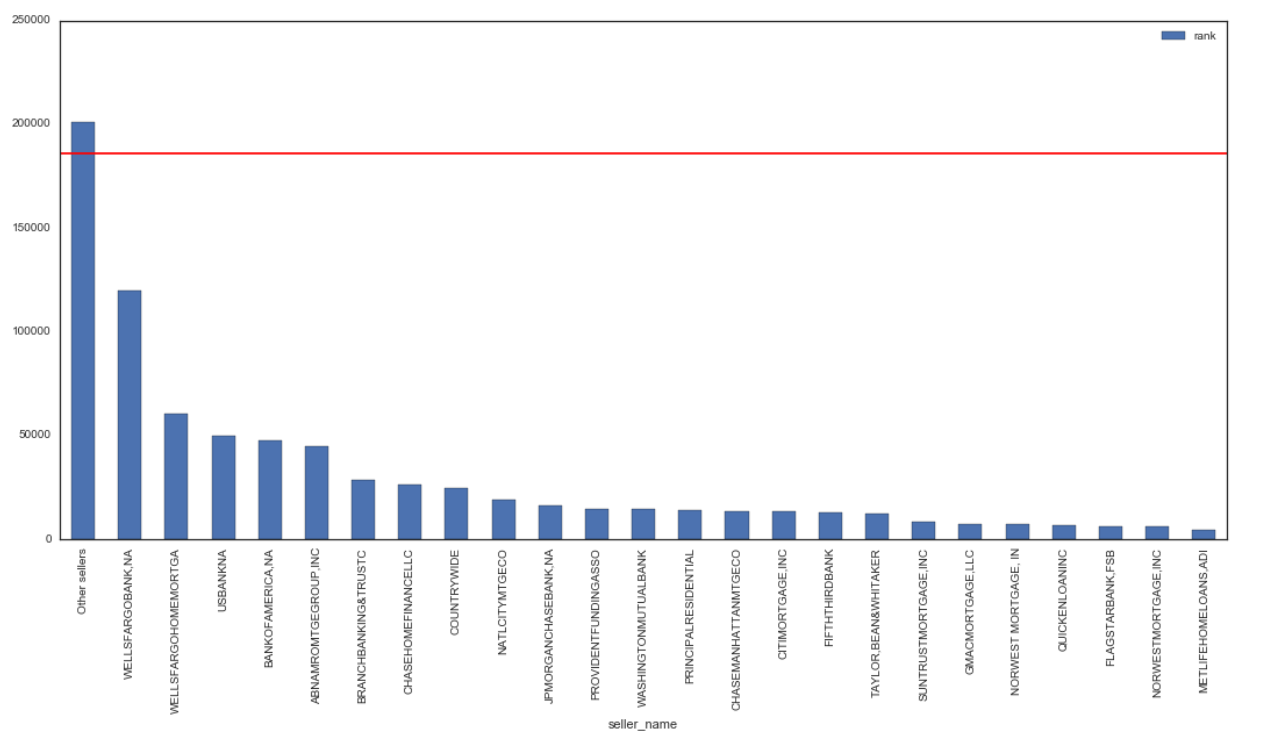 250000
rank
200000
150000
100000
50000
0
Other sellers
WELLSFARGOBANK,NA
WELLSFARGOHOMEMORTGA
USBANKNA
BANKOFAMERICA,NA
ABNAMROMTGEGROUP,INC
BRANCHBANKING&TRUSTC
CHASEHOMEFINANCELLC
COUNTRYWIDE
NATLCITYMTGECO
JPMORGANCHASEBANK,NA
PROVIDENTFUNDINGASSO
WASHINGTONMUTUALBANK
PRINCIPALRESIDENTIAL
CHASEMANHATTANMTGECO
CITIMORTGAGE,INC
FIFTHTHIRDBANK
TAYLOR,BEAN&WHITAKER
SUNTRUSTMORTGAGE,INC
GMACMORTGAGE,LLC
NORWEST MORTGAGE, IN
QUICKENLOANINC
FLAGSTARBANK,FSB
NORWESTMORTGAGE,INC
METLIFEHOMELOANS,ADI
seller_name